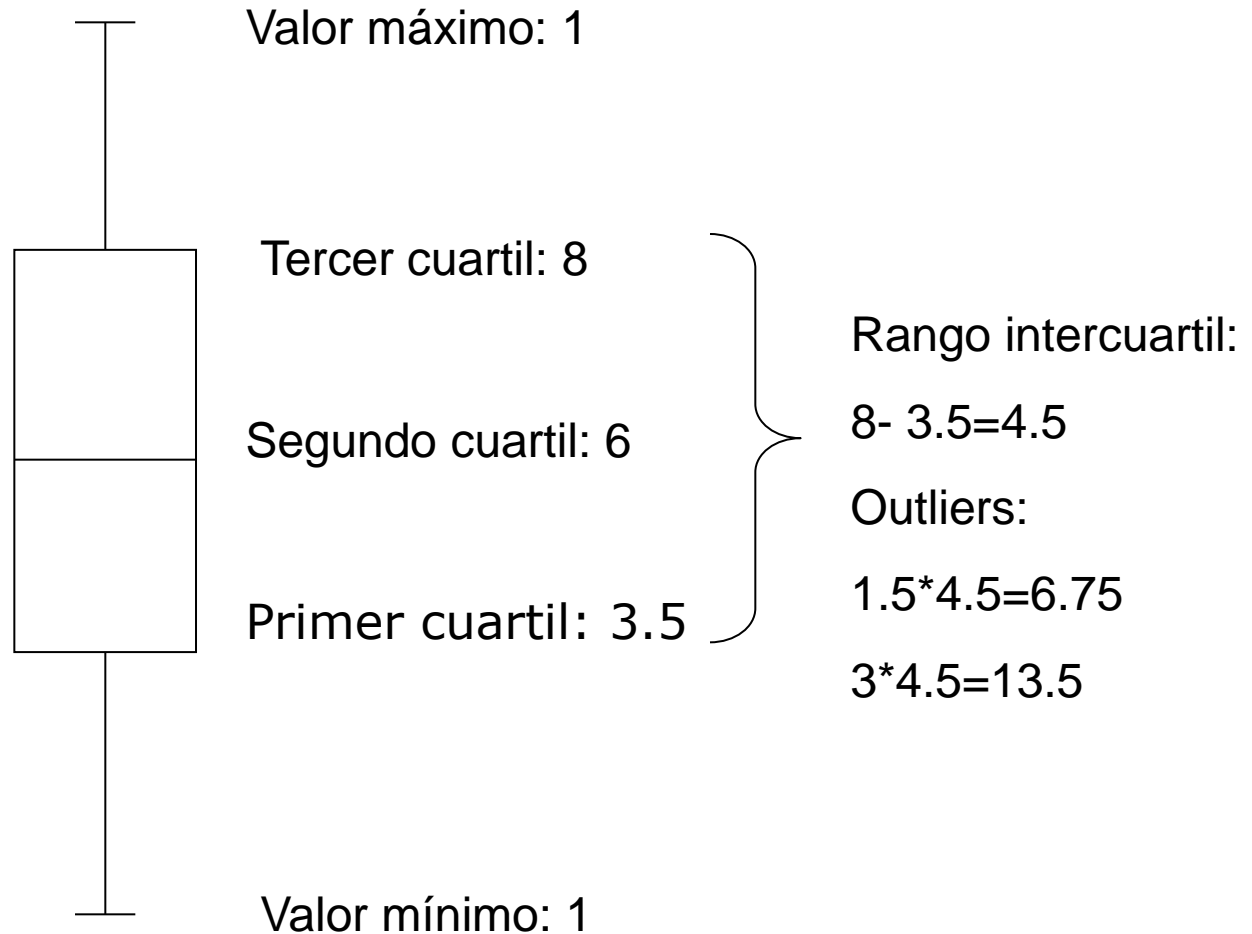 Valor máximo: 1
Tercer cuartil: 8
Segundo cuartil: 6
Primer cuartil: 3.5
Valor mínimo: 1
Rango intercuartil:
8- 3.5=4.5
Outliers:
1.5*4.5=6.75
3*4.5=13.5